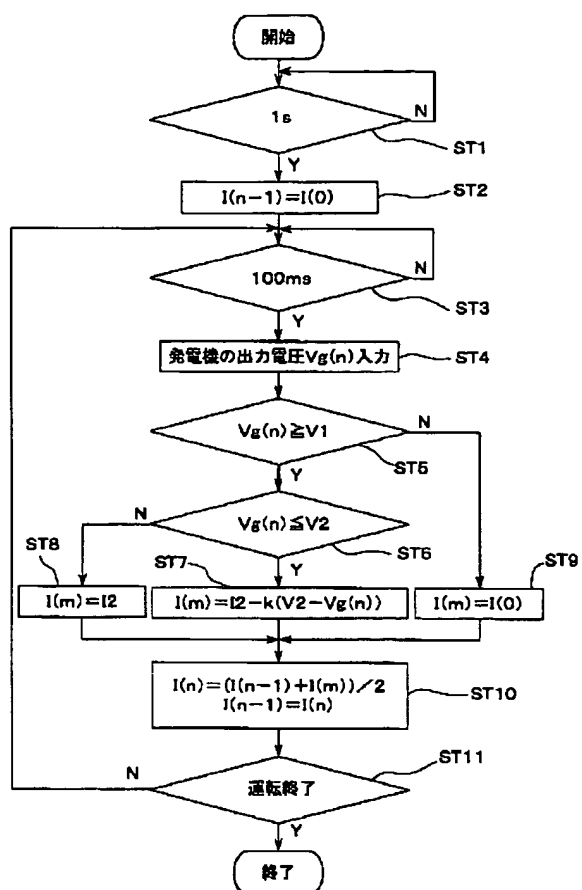 開始
1s
N
ST1
Y
I(n-1)=I(0)
ST2
100ms
N
ST3
Y
発電機の出力電圧Vg(n)入力
ST4
Vg(n)≧V1
N
ST5
Y
Vg(n)≦V2
N
ST6
Y
ST8
I(m)=I2
ST7
I(m)=I2-k(V2-Vg(n))
ST9
I(m)=I(0)
I(n)=(I(n-1)+I(m))/2
I(n-1)=I(n)
ST10
運転終了
N
ST11
Y
終了